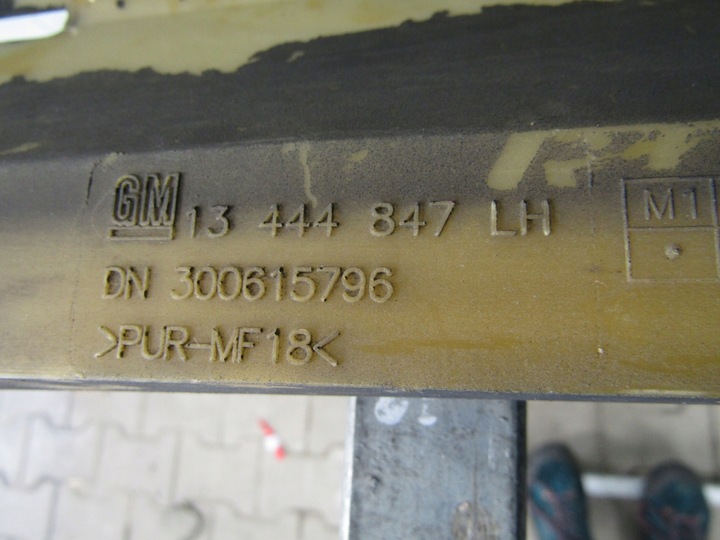 GM 13 444 847 LH
M1
DN 300615796
>PUR-MF18<